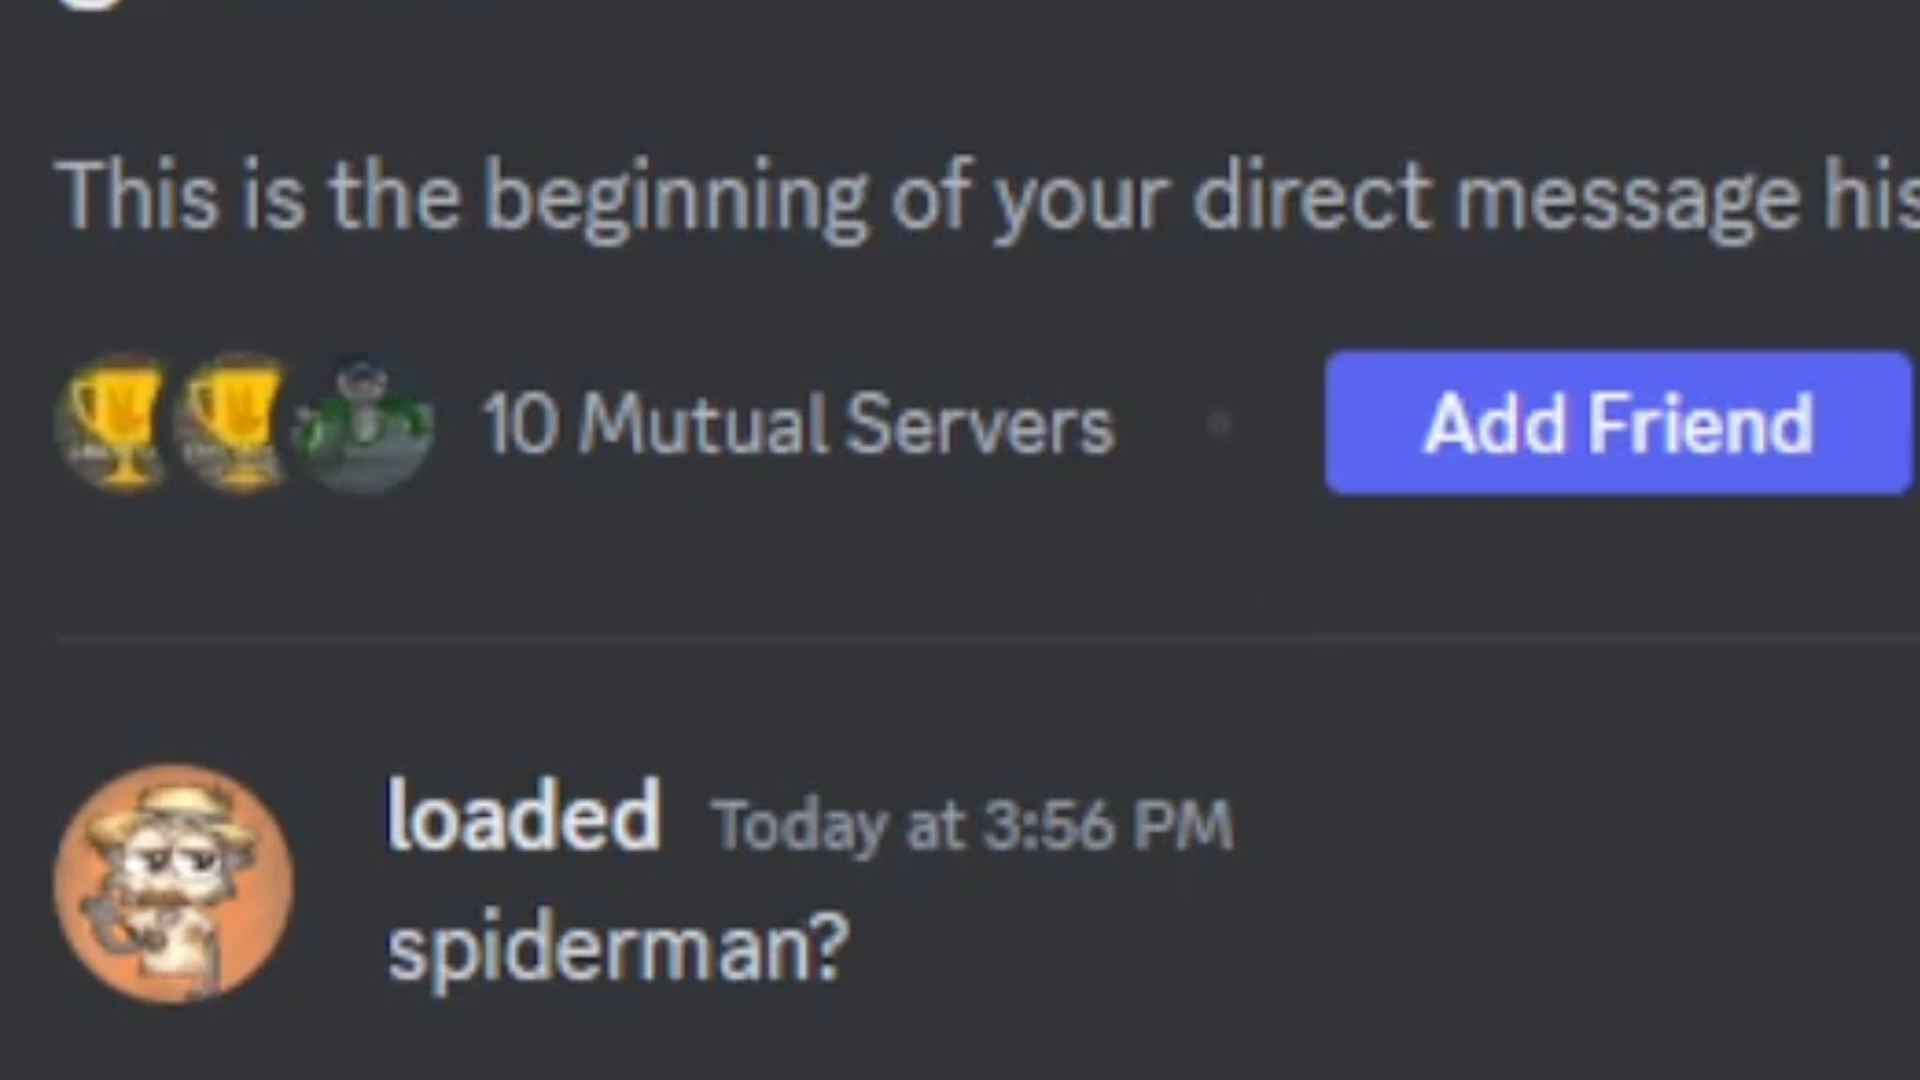 This is the beginning of your direct message his
10 Mutual Servers
Add Friend
loaded Today at 3:56 PM
spiderman?